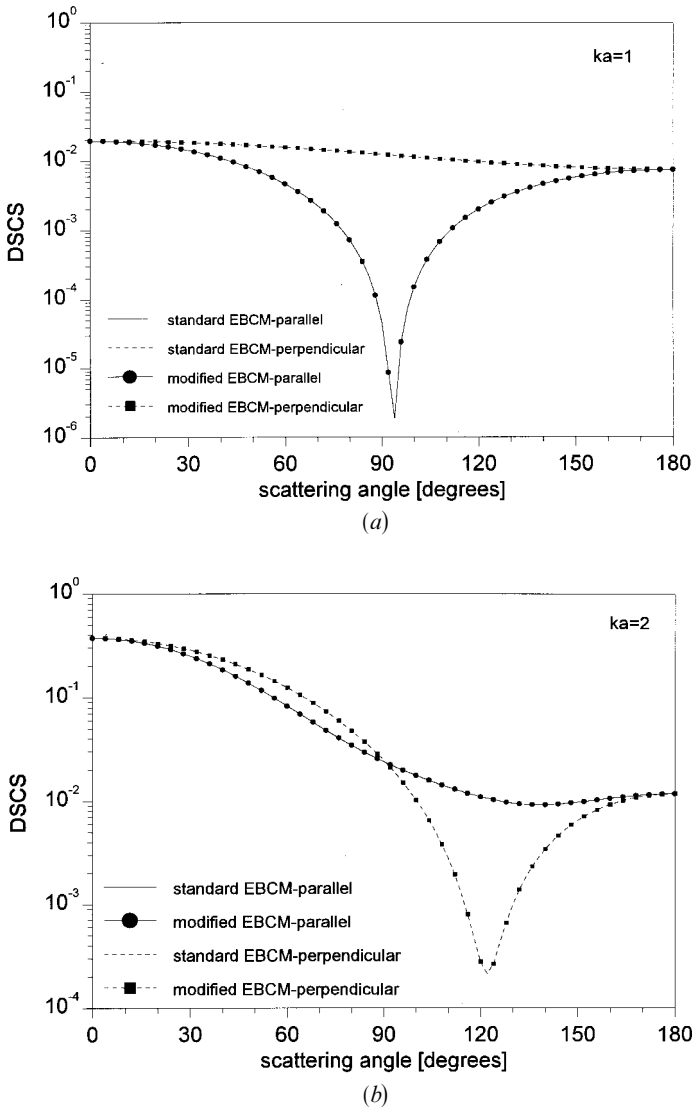 10^0
ka=1
10^-1
10^-2
10^-3
10^-4
10^-5
10^-6
DSCS
standard EBCM-parallel
standard EBCM-perpendicular
modified EBCM-parallel
modified EBCM-perpendicular
0 30 60 90 120 150 180
scattering angle [degrees]
(a)
10^0
ka=2
10^-1
10^-2
10^-3
10^-4
DSCS
standard EBCM-parallel
modified EBCM-parallel
standard EBCM-perpendicular
modified EBCM-perpendicular
0 30 60 90 120 150 180
scattering angle [degrees]
(b)